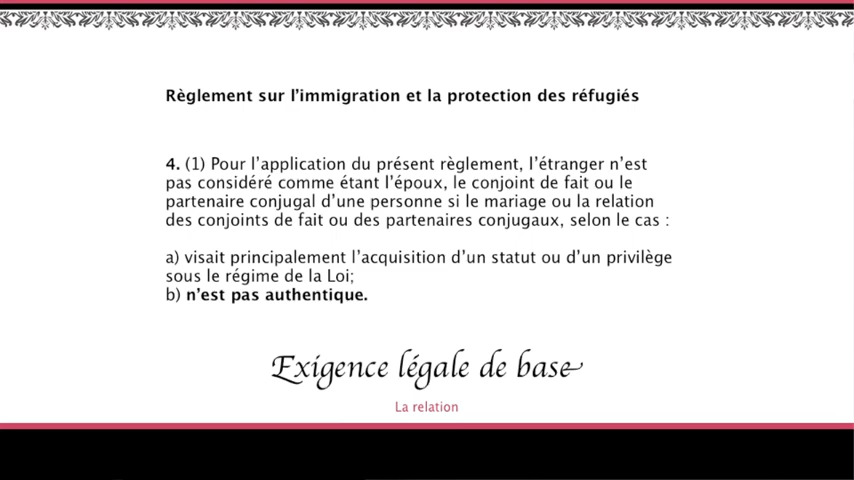 Règlement sur l'immigration et la protection des réfugiés
4. (1) Pour l'application du présent règlement, l'étranger n'est
pas considéré comme étant l'époux, le conjoint de fait ou le
partenaire conjugal d'une personne si le mariage ou la relation
des conjoints de fait ou des partenaires conjugaux, selon le cas :
a) visait principalement l'acquisition d'un statut ou d'un privilège
sous le régime de la Loi;
b) n'est pas authentique.
Exigence légale de base
La relation